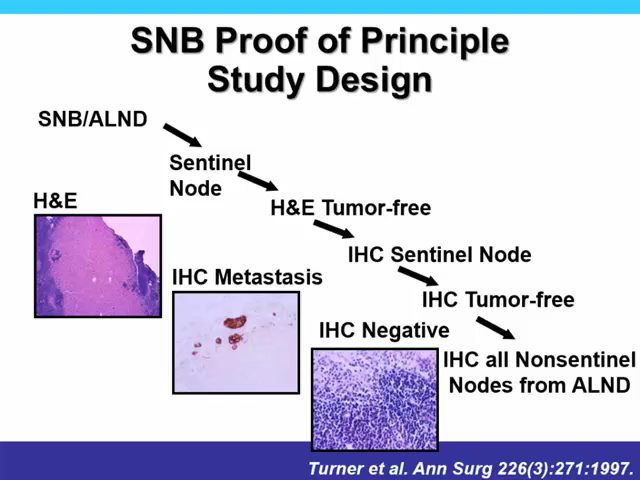 SNB Proof of Principle
Study Design
SNB/ALND
Sentinel
Node
H&E
H&E Tumor-free
IHC Sentinel Node
IHC Metastasis
IHC Tumor-free
IHC Negative
IHC all Nonsentinel
Nodes from ALND
Turner et al. Ann Surg 226(3):271:1997.